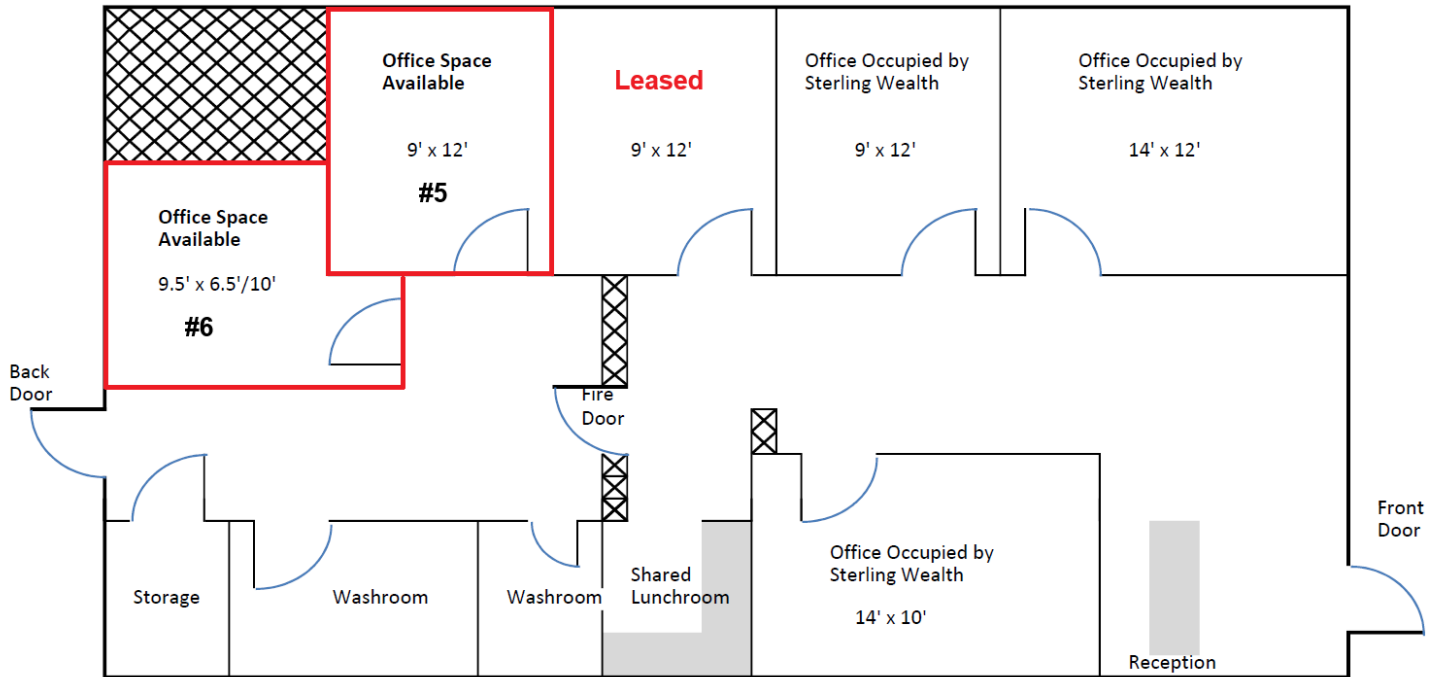 Office Space
Available
9' x 12'
#5
Leased
9' x 12'
Office Occupied by
Sterling Wealth
9' x 12'
Office Occupied by
Sterling Wealth
14' x 12'
Office Space
Available
9.5' x 6.5'/10'
#6
Back
Door
Fire
Door
Front
Door
Storage
Washroom
Washroom
Shared
Lunchroom
Office Occupied by
Sterling Wealth
14' x 10'
Reception